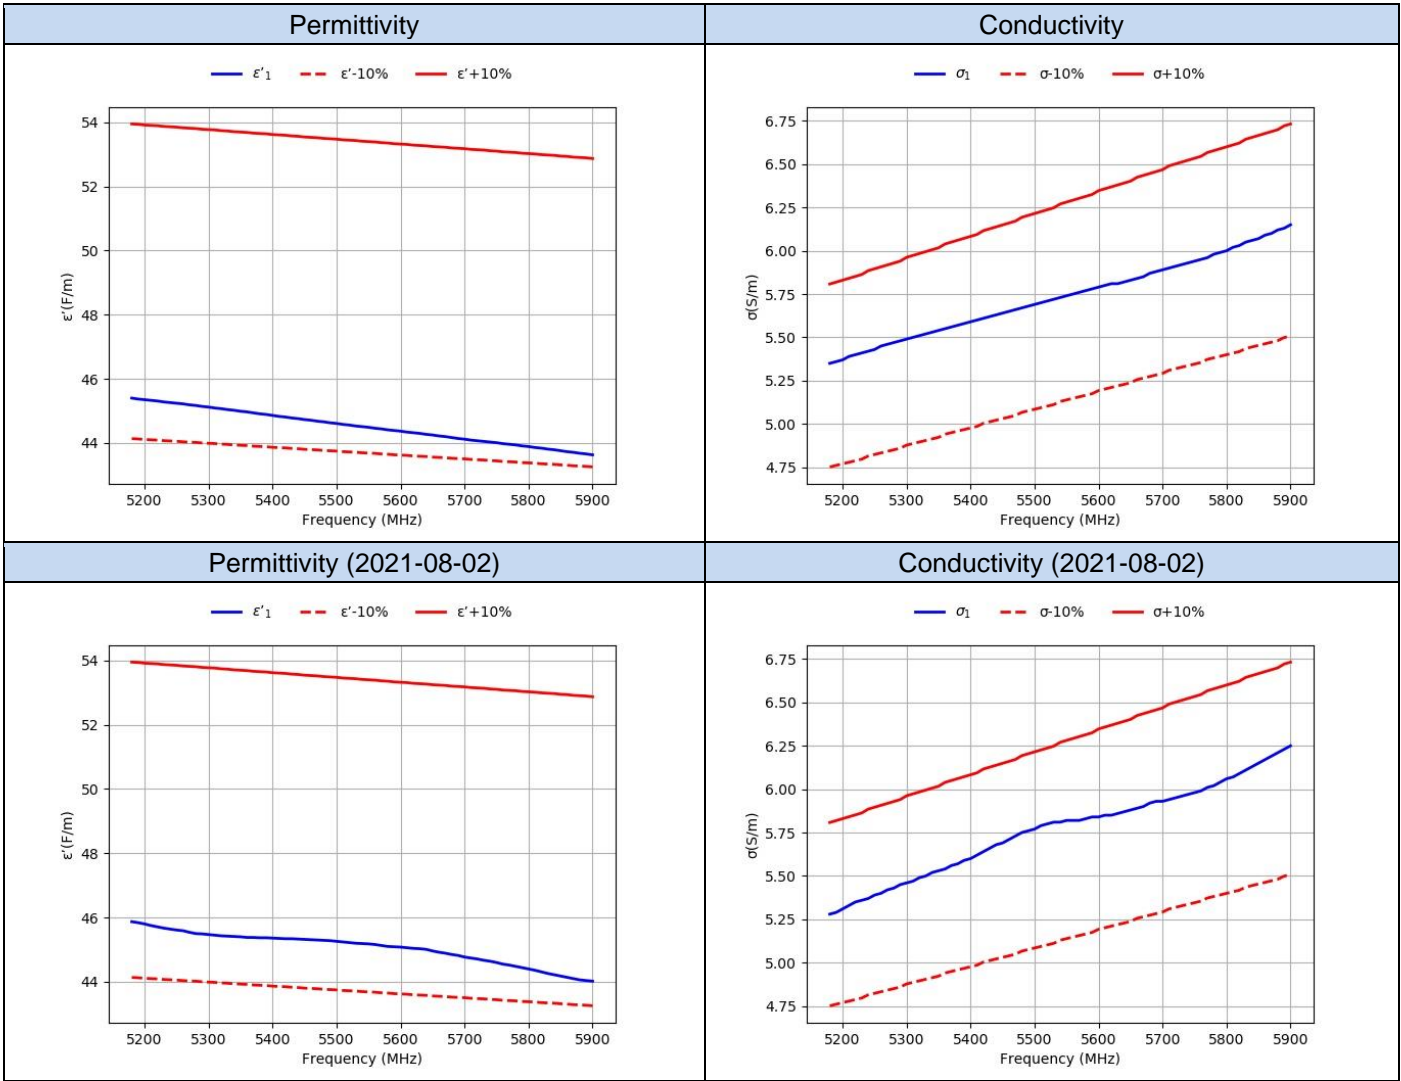 Permittivity
Conductivity
ε'₁ ε'-10% ε'+10%
54
52
50
48
46
44
ε'(F/m)
5200 5300 5400 5500 5600 5700 5800 5900
Frequency (MHz)
σ₁ σ-10% σ+10%
6.75
6.50
6.25
6.00
5.75
5.50
5.25
5.00
4.75
σ(S/m)
5200 5300 5400 5500 5600 5700 5800 5900
Frequency (MHz)
Permittivity (2021-08-02)
Conductivity (2021-08-02)
ε'₁ ε'-10% ε'+10%
54
52
50
48
46
44
ε'(F/m)
5200 5300 5400 5500 5600 5700 5800 5900
Frequency (MHz)
σ₁ σ-10% σ+10%
6.75
6.50
6.25
6.00
5.75
5.50
5.25
5.00
4.75
σ(S/m)
5200 5300 5400 5500 5600 5700 5800 5900
Frequency (MHz)